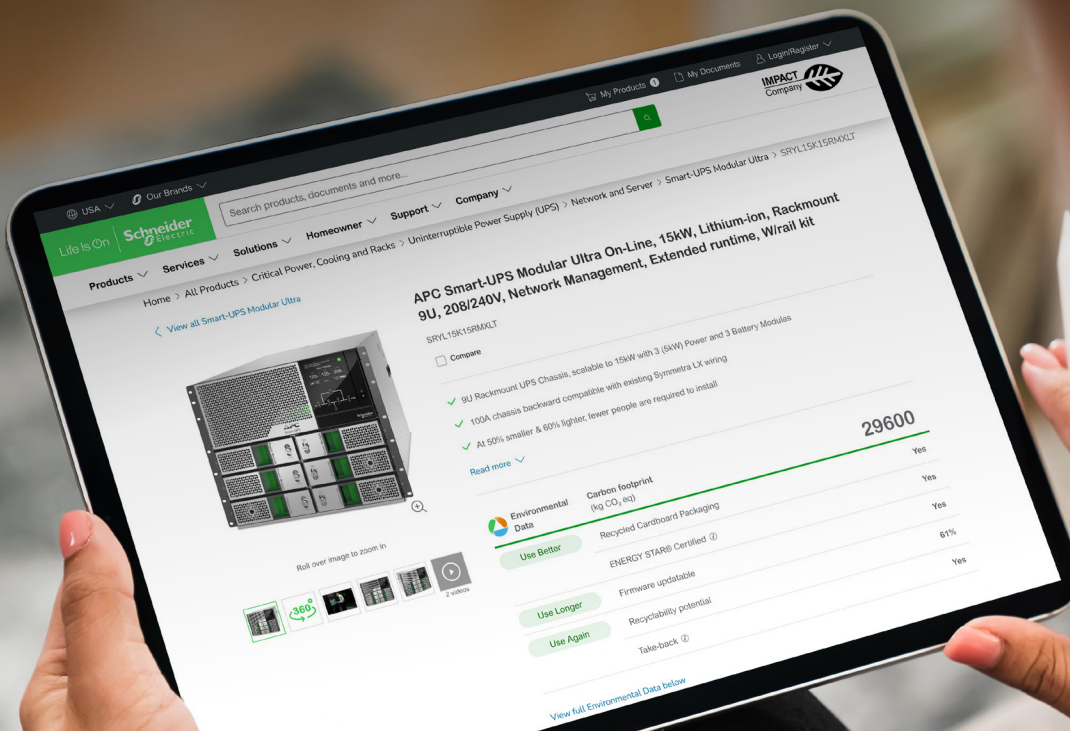 USA
Our Brands
My Products 1
My Documents
Login/Register
Life Is On
Schneider
Electric
Search products, documents and more...
IMPACT
Company
Products
Services
Solutions
Homeowner
Support
Company
Home > All Products > Critical Power, Cooling and Racks > Uninterruptible Power Supply (UPS) > Network and Server > Smart-UPS Modular Ultra > SRYL15K15RMXLT
View all Smart-UPS Modular Ultra
APC Smart-UPS Modular Ultra On-Line, 15kW, Lithium-ion, Rackmount
9U, 208/240V, Network Management, Extended runtime, W/rail kit
SRYL15K15RMXLT
Compare
9U Rackmount UPS Chassis, scalable to 15kW with 3 (5kW) Power and 3 Battery Modules
100A chassis backward compatible with existing Symmetra LX wiring
At 50% smaller & 60% lighter, fewer people are required to install
Read more
APC
Roll over image to zoom in
360°
2 videos
Environmental
Data
Carbon footprint
(kg CO₂ eq)
29600
Use Better
Recycled Cardboard Packaging
Yes
ENERGY STAR® Certified
Yes
Use Longer
Firmware updatable
Yes
Use Again
Recyclability potential
61%
Take-back
Yes
View full Environmental Data below